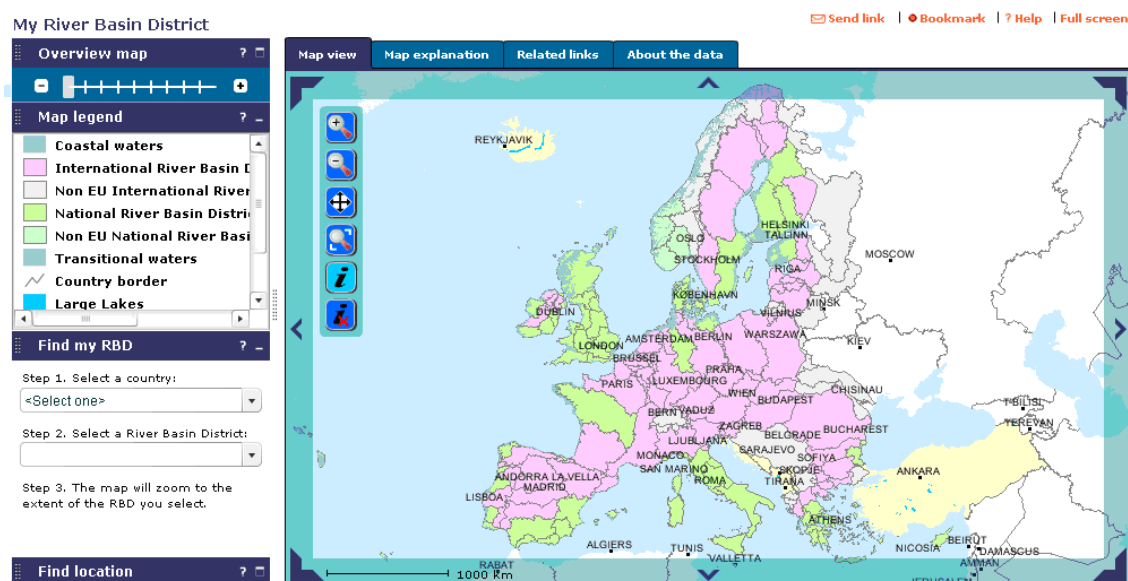 My River Basin District
Send link | Bookmark | ? Help | Full screen
Overview map ?
Map view Map explanation Related links About the data
Map legend ? _
Coastal waters
International River Basin D
Non EU International River
National River Basin Distri
Non EU National River Basi
Transitional waters
Country border
Large Lakes
Find my RBD ? _
Step 1. Select a country:
<Select one>
Step 2. Select a River Basin District:
Step 3. The map will zoom to the
extent of the RBD you select.
Find location ?
REYKJAVIK
HELSINKI
OSLO
TALLINN
STOCKHOLM
MOSCOW
RIGA
KØBENHAVN
MINSK
DUBLIN
VILNIUS
AMSTERDAM
BERLIN
WARSZAWA
LONDON
KIEV
BRUSSEL
PRAHA
PARIS
LUXEMBOURG
WIEN
BUDAPEST
CHISINAU
BERN
VADUZ
T-BILISI
ZAGREB
BELGRADE
BUCHAREST
YEREVAN
LJUBLJANA
MONACO
SARAJEVO
SOFIYA
SAN MARINO
SKOPJE
ANKARA
ANDORRA LA VELLA
ROMA
TIRANA
MADRID
LISBOA
ATHENS
ALGIERS
TUNIS
NICOSIA
BEIRUT
DAMASCUS
VALLETTA
AMMAN
RABAT
1000 Km
JERUSALEM